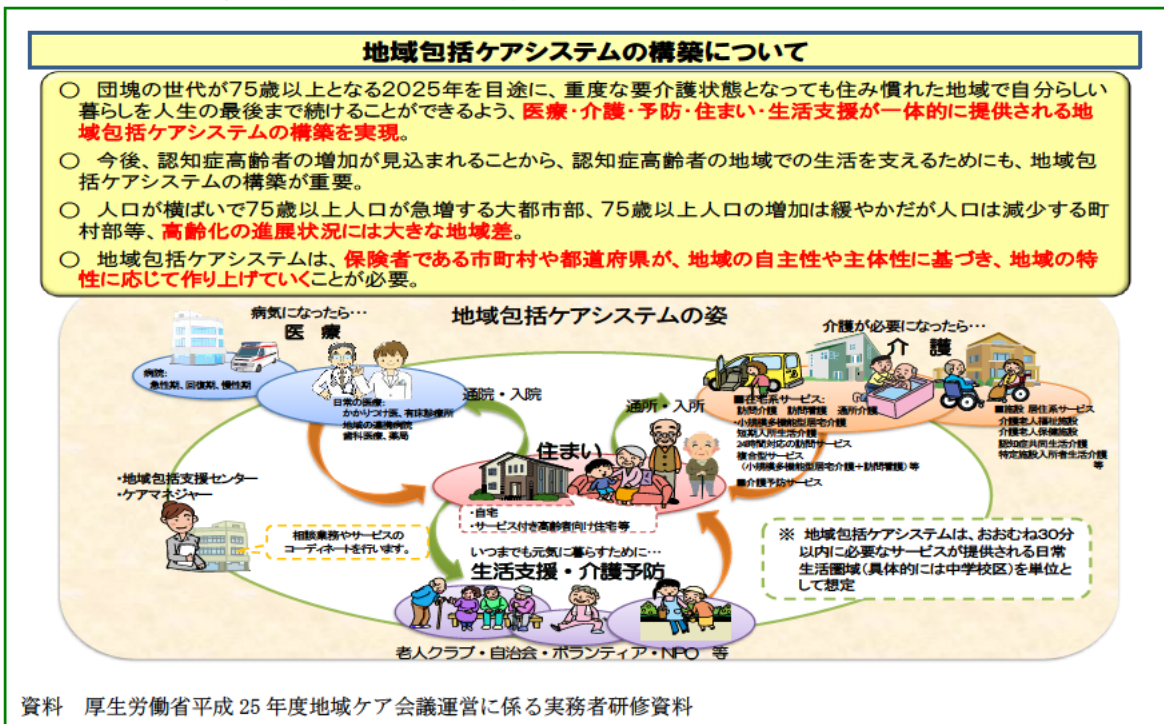 地域包括ケアシステムの構築について
○ 団塊の世代が75歳以上となる2025年を目途に、重度な要介護状態となっても住み慣れた地域で自分らしい
暮らしを人生の最後まで続けることができるよう、医療・介護・予防・住まい・生活支援が一体的に提供される地
域包括ケアシステムの構築を実現。
○ 今後、認知症高齢者の増加が見込まれることから、認知症高齢者の地域での生活を支えるためにも、地域包
括ケアシステムの構築が重要。
○ 人口が横ばいで75歳以上人口が急増する大都市部、75歳以上人口の増加は緩やかだが人口は減少する町
村部等、高齢化の進展状況には大きな地域差。
○ 地域包括ケアシステムは、保険者である市町村や都道府県が、地域の自主性や主体性に基づき、地域の特
性に応じて作り上げていくことが必要。
地域包括ケアシステムの姿
病気になったら…
医 療
病院:
急性期、回復期、慢性期
日常の医療:
かかりつけ医、有床診療所
地域の連携病院
歯科医療、薬局
通院・入院
通所・入所
介護が必要になったら…
介 護
■在宅系サービス:
訪問介護 訪問看護 通所介護
・小規模多機能型居宅介護
短期入所生活介護
24時間対応の訪問サービス
複合型サービス
(小規模多機能型居宅介護+訪問看護)等
■介護予防サービス
■施設 居住系サービス
介護老人福祉施設
介護老人保健施設
認知症共同生活介護
特定施設入所者生活介護
等
住まい
・自宅
・サービス付き高齢者向け住宅等
・地域包括支援センター
・ケアマネジャー
相談業務やサービスの
コーディネートを行います。
いつまでも元気に暮らすために…
生活支援・介護予防
老人クラブ・自治会・ボランティア・NPO 等
※ 地域包括ケアシステムは、おおむね30分
以内に必要なサービスが提供される日常
生活圏域(具体的には中学校区)を単位と
して想定
資料 厚生労働省平成 25 年度地域ケア会議運営に係る実務者研修資料